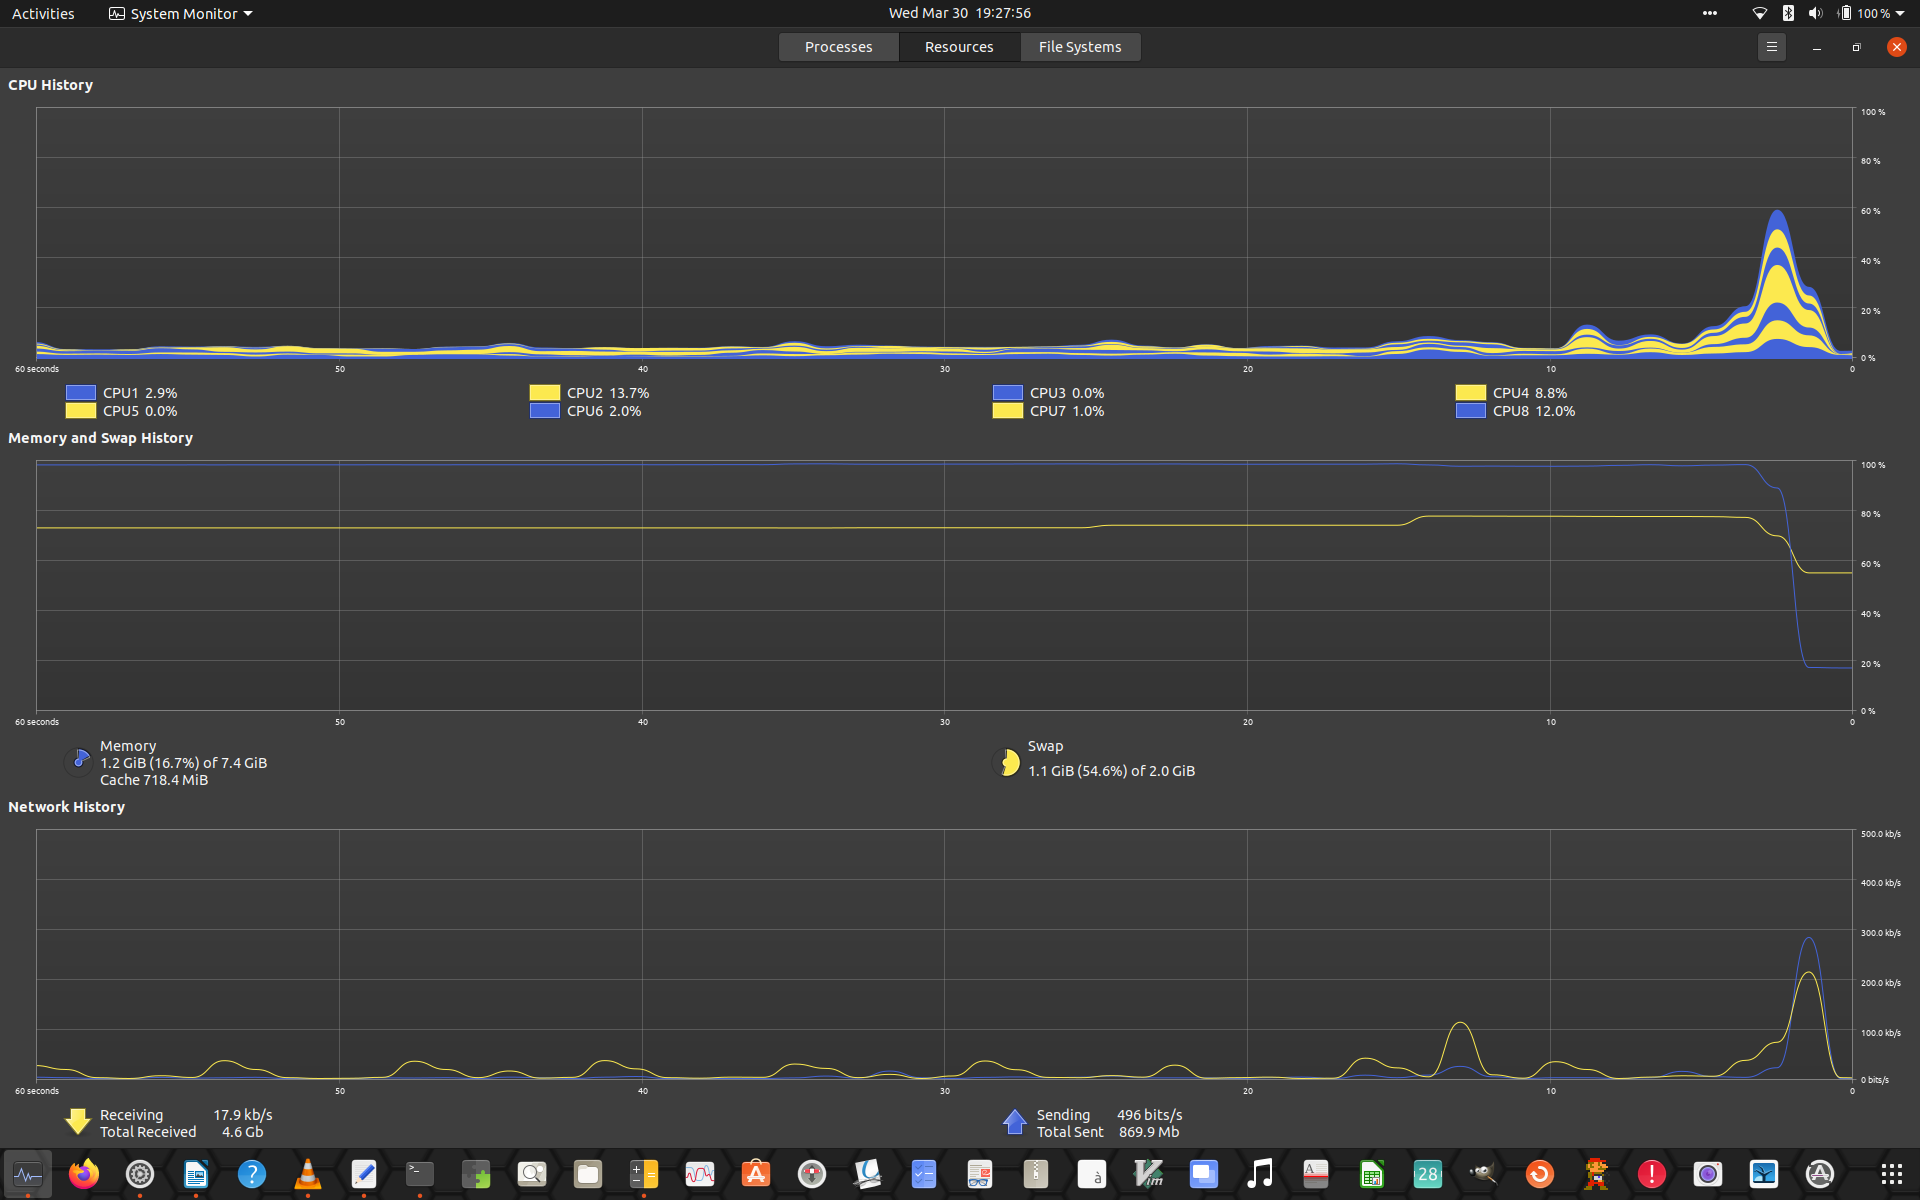 Activities
System Monitor
Wed Mar 30 19:27:56
100 %
Processes
Resources
File Systems
CPU History
100 %
80 %
60 %
40 %
20 %
0 %
60 seconds 50 40 30 20 10 0
CPU1 2.9% CPU2 13.7% CPU3 0.0% CPU4 8.8%
CPU5 0.0% CPU6 2.0% CPU7 1.0% CPU8 12.0%
Memory and Swap History
100 %
80 %
60 %
40 %
20 %
0 %
60 seconds 50 40 30 20 10 0
Memory
1.2 GiB (16.7%) of 7.4 GiB
Cache 718.4 MiB
Swap
1.1 GiB (54.6%) of 2.0 GiB
Network History
500.0 kb/s
400.0 kb/s
300.0 kb/s
200.0 kb/s
100.0 kb/s
0 bits/s
60 seconds 50 40 30 20 10 0
Receiving 17.9 kb/s
Total Received 4.6 Gb
Sending 496 bits/s
Total Sent 869.9 Mb
?
>_
à
Vim
A
28
!